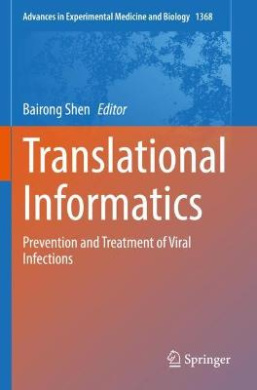 Advances in Experimental Medicine and Biology 1368
Bairong Shen Editor
Translational
Informatics
Prevention and Treatment of Viral
Infections
Springer